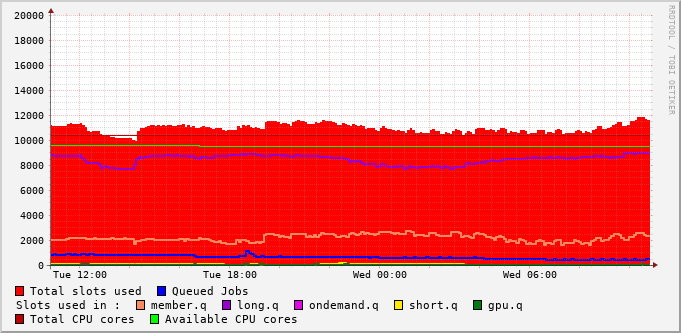 20000
18000
16000
14000
12000
10000
8000
6000
4000
2000
0
Tue 12:00 Tue 18:00 Wed 00:00 Wed 06:00
RRDTOOL / TOBI OETIKER
Total slots used Queued Jobs
Slots used in : member.q long.q ondemand.q short.q gpu.q
Total CPU cores Available CPU cores